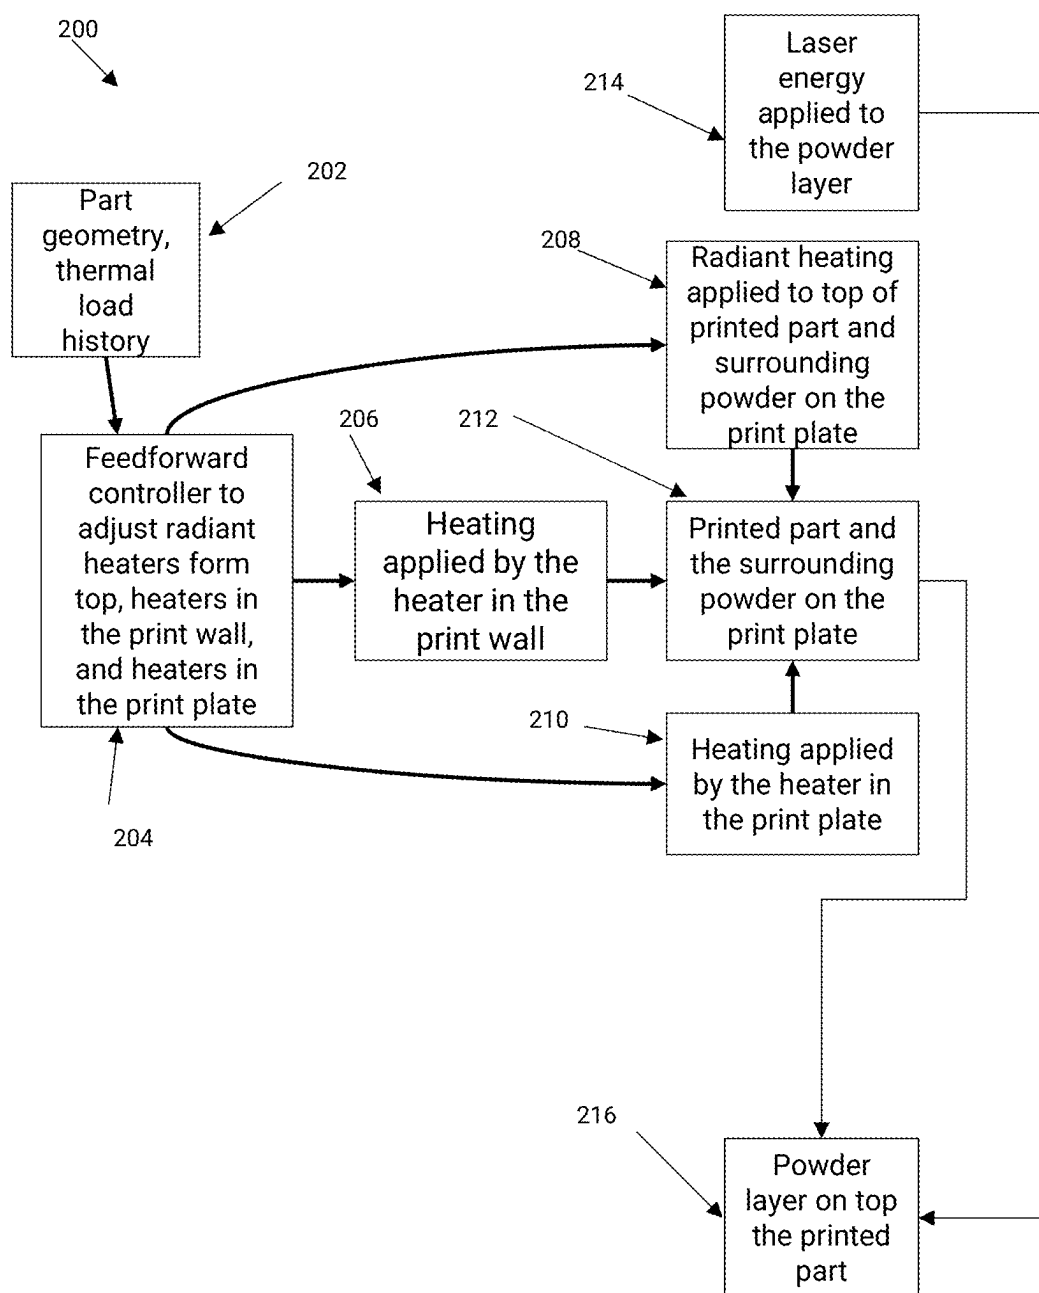 200
214
Laser
energy
applied to
the powder
layer
202
Part
geometry,
thermal
load
history
208
Radiant heating
applied to top of
printed part and
surrounding
powder on the
print plate
206
212
Feedforward
controller to
adjust radiant
heaters form
top, heaters in
the print wall,
and heaters in
the print plate
Heating
applied by the
heater in the
print wall
Printed part and
the surrounding
powder on the
print plate
210
Heating applied
by the heater in
the print plate
204
216
Powder
layer on top
the printed
part